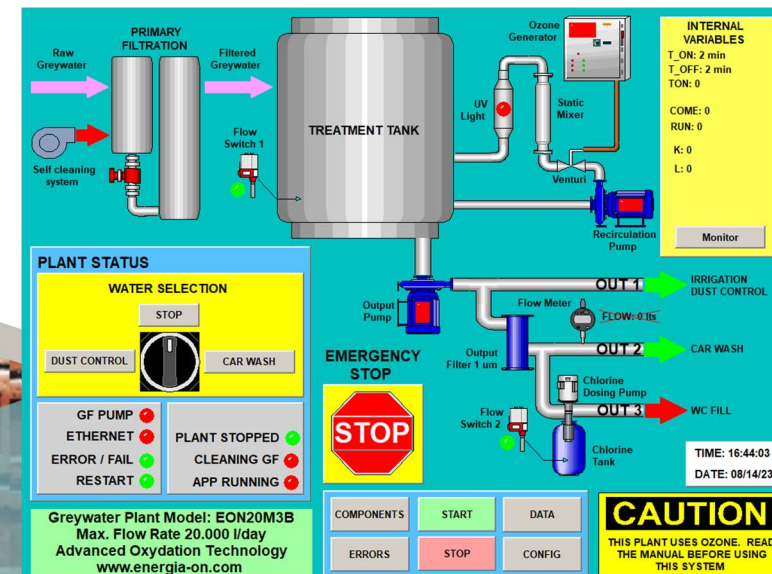 PRIMARY
FILTRATION
Raw
Greywater
Filtered
Greywater
Self cleaning
system
Flow
Switch 1
TREATMENT TANK
Ozone
Generator
UV
Light
Static
Mixer
Venturi
Recirculation
Pump
INTERNAL
VARIABLES
T_ON: 2 min
T_OFF: 2 min
TON: 0
COME: 0
RUN: 0
K: 0
L: 0
Monitor
PLANT STATUS
WATER SELECTION
STOP
DUST CONTROL
CAR WASH
GF PUMP
ETHERNET
ERROR / FAIL
RESTART
PLANT STOPPED
CLEANING GF
APP RUNNING
Output
Pump
OUT 1
IRRIGATION
DUST CONTROL
Flow Meter
FLOW: 0 lts
Output
Filter 1 um
OUT 2
CAR WASH
Chlorine
Dosing Pump
OUT 3
WC FILL
Flow
Switch 2
Chlorine
Tank
EMERGENCY
STOP
STOP
TIME: 16:44:03
DATE: 08/14/23
Greywater Plant Model: EON20M3B
Max. Flow Rate 20.000 l/day
Advanced Oxydation Technology
www.energia-on.com
COMPONENTS
START
DATA
ERRORS
STOP
CONFIG
CAUTION
THIS PLANT USES OZONE. READ
THE MANUAL BEFORE USING
THIS SYSTEM